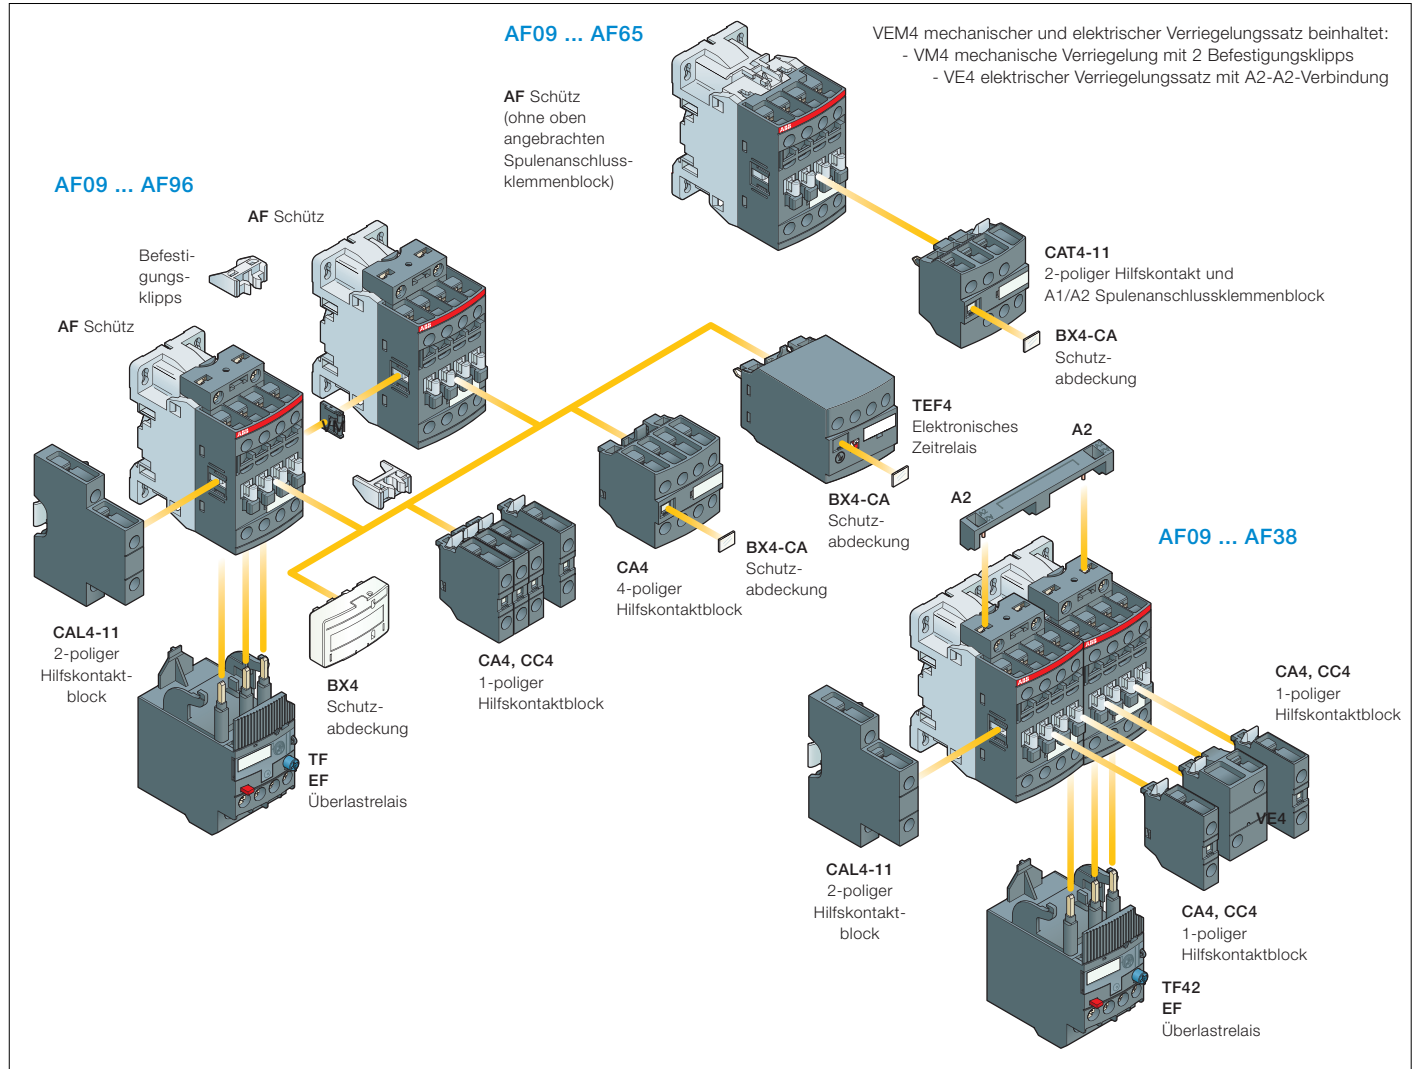 AF09 ... AF65
VEM4 mechanischer und elektrischer Verriegelungssatz beinhaltet:
- VM4 mechanische Verriegelung mit 2 Befestigungsklipps
- VE4 elektrischer Verriegelungssatz mit A2-A2-Verbindung
AF Schütz
(ohne oben
angebrachten
Spulenanschluss-
klemmenblock)
ABB
CAT4-11
2-poliger Hilfskontakt und
A1/A2 Spulenanschlussklemmenblock
BX4-CA
Schutz-
abdeckung
AF09 ... AF96
AF Schütz
Befesti-
gungs-
klipps
AF Schütz
ABB
ABB
TEF4
Elektronisches
Zeitrelais
BX4-CA
Schutz-
abdeckung
CA4
4-poliger
Hilfskontaktblock
BX4-CA
Schutz-
abdeckung
CA4, CC4
1-poliger
Hilfskontaktblock
BX4
Schutz-
abdeckung
CAL4-11
2-poliger
Hilfskontakt-
block
TF
EF
Überlastrelais
A2
A2
AF09 ... AF38
ABB
ABB
CA4, CC4
1-poliger
Hilfskontaktblock
VE4
CAL4-11
2-poliger
Hilfskontakt-
block
CA4, CC4
1-poliger
Hilfskontaktblock
TF42
EF
Überlastrelais